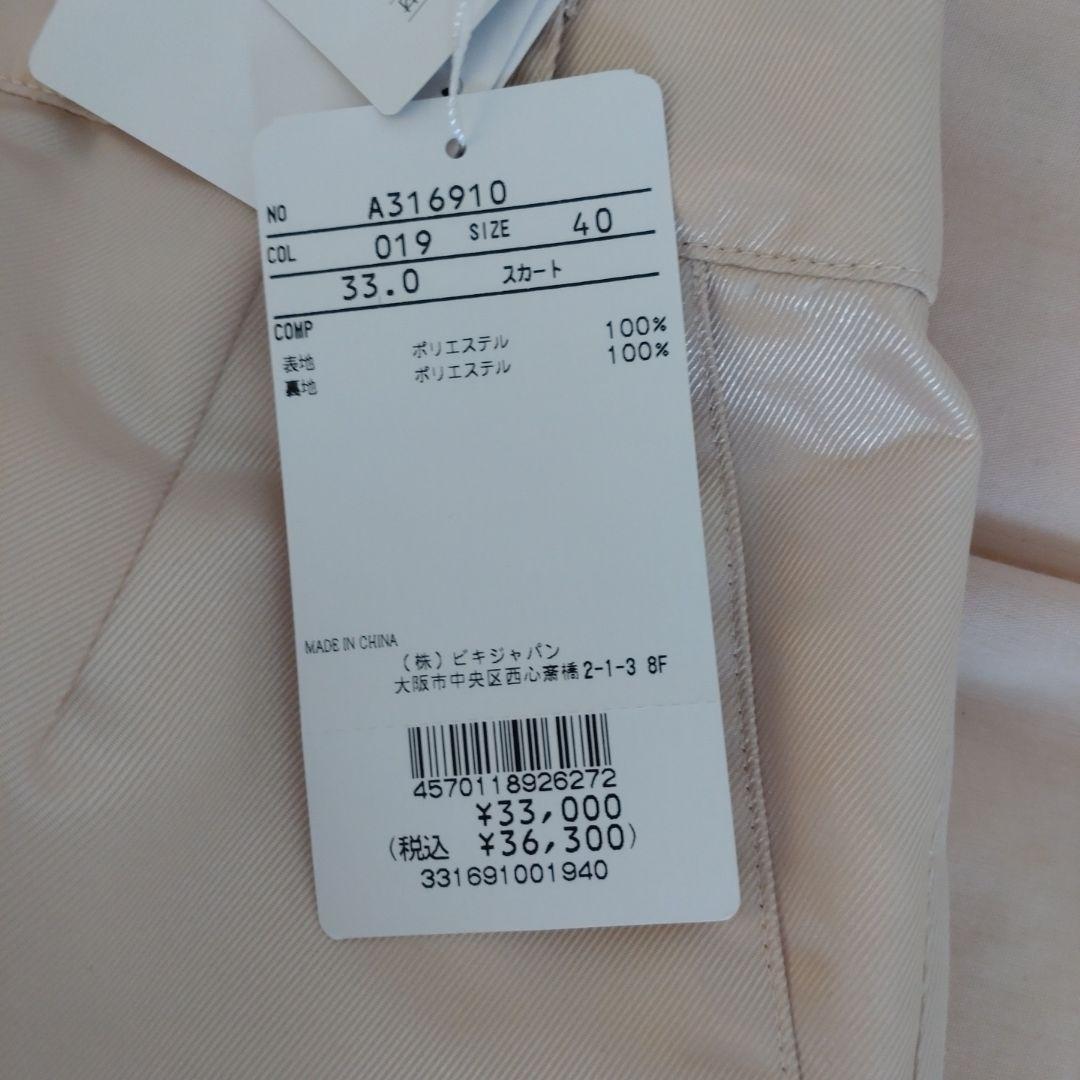 NO A316910
COL 019 SIZE 40
33.0 スカート
COMP
表地 ポリエステル 100%
裏地 ポリエステル 100%
MADE IN CHINA
(株)ビキジャパン
大阪市中央区西心斎橋2-1-3 8F
4570118926272
¥33,000
(税込 ¥36,300)
331691001940